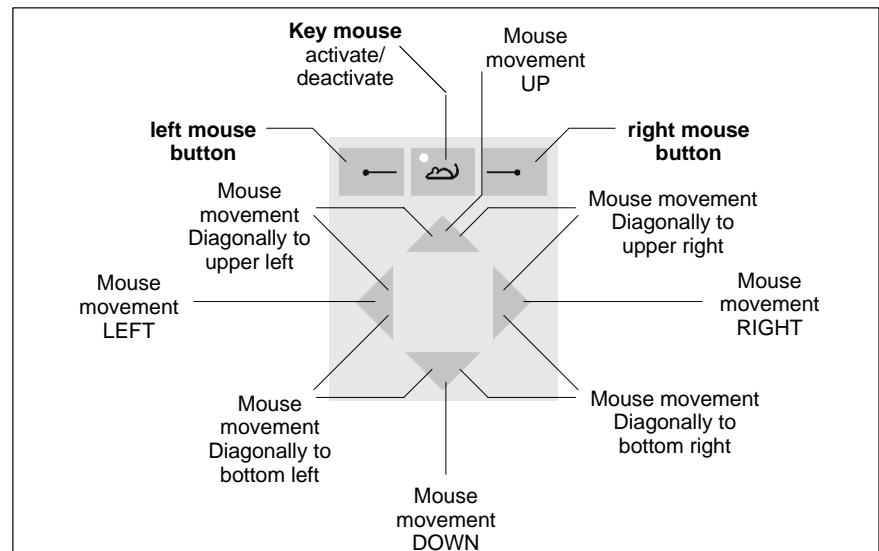 Key mouse
activate/
deactivate
Mouse
movement
UP
left mouse
button
right mouse
button
Mouse
movement
Diagonally to
upper left
Mouse movement
Diagonally to
upper right
Mouse
movement
LEFT
Mouse
movement
RIGHT
Mouse
movement
Diagonally to
bottom left
Mouse movement
Diagonally to
bottom right
Mouse
movement
DOWN